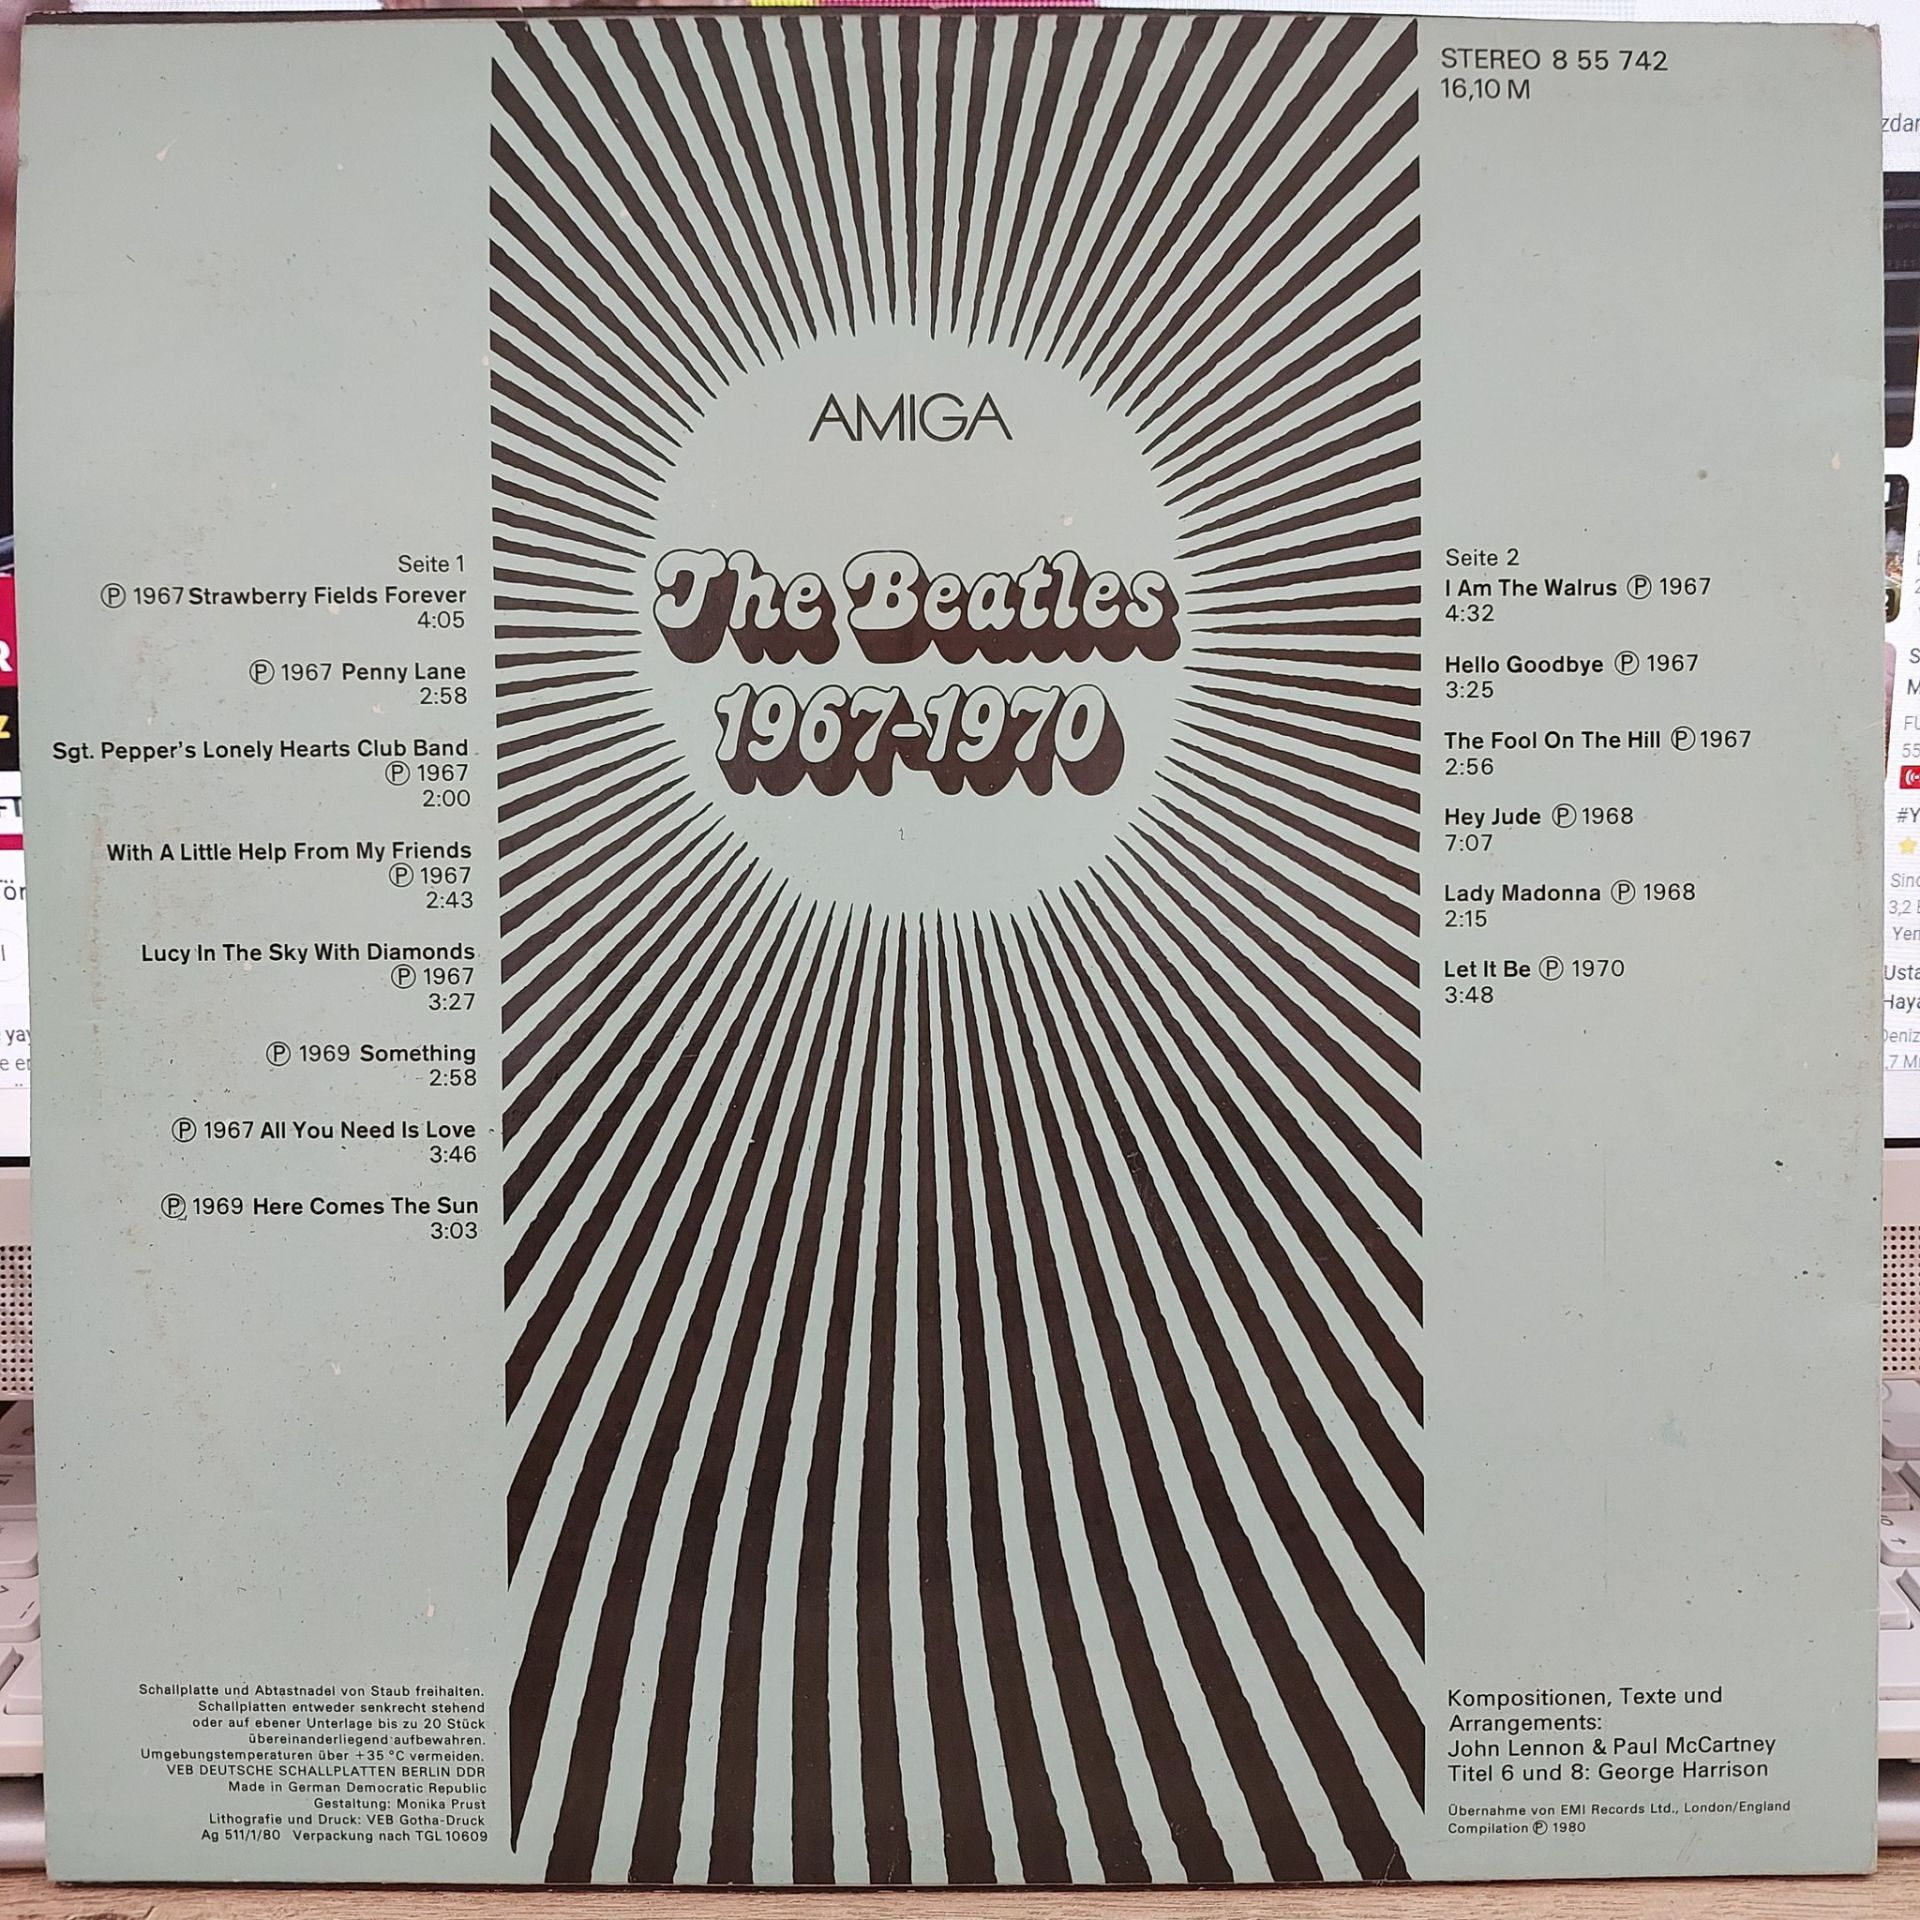 STEREO 8 55 742
16,10 M
AMIGA
The Beatles
1967-1970
Seite 1
Ⓟ 1967 Strawberry Fields Forever
4:05
Ⓟ 1967 Penny Lane
2:58
Sgt. Pepper's Lonely Hearts Club Band
Ⓟ 1967
2:00
With A Little Help From My Friends
Ⓟ 1967
2:43
Lucy In The Sky With Diamonds
Ⓟ 1967
3:27
Ⓟ 1969 Something
2:58
Ⓟ 1967 All You Need Is Love
3:46
Ⓟ 1969 Here Comes The Sun
3:03
Seite 2
I Am The Walrus Ⓟ 1967
4:32
Hello Goodbye Ⓟ 1967
3:25
The Fool On The Hill Ⓟ 1967
2:56
Hey Jude Ⓟ 1968
7:07
Lady Madonna Ⓟ 1968
2:15
Let It Be Ⓟ 1970
3:48
Schallplatte und Abtastnadel von Staub freihalten.
Schallplatten entweder senkrecht stehend
oder auf ebener Unterlage bis zu 20 Stück
übereinanderliegend aufbewahren.
Umgebungstemperaturen über +35 °C vermeiden.
VEB DEUTSCHE SCHALLPLATTEN BERLIN DDR
Made in German Democratic Republic
Gestaltung: Monika Prust
Lithografie und Druck: VEB Gotha-Druck
Ag 511/1/80 Verpackung nach TGL 10609
Kompositionen, Texte und
Arrangements:
John Lennon & Paul McCartney
Titel 6 und 8: George Harrison
Übernahme von EMI Records Ltd., London/England
Compilation Ⓟ 1980